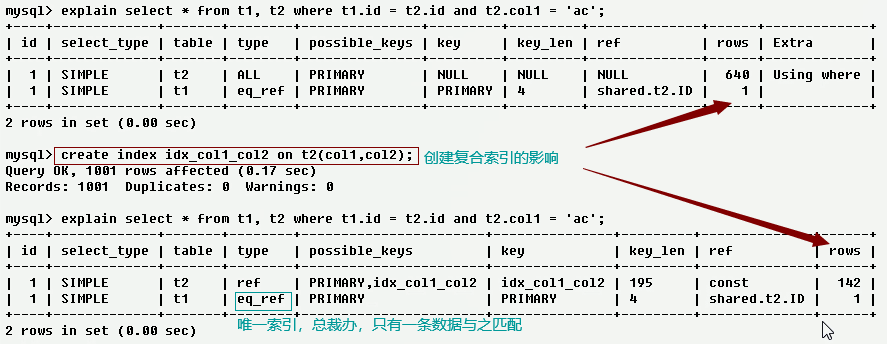 mysql> explain select * from t1, t2 where t1.id = t2.id and t2.col1 = 'ac';
| id | select_type | table | type | possible_keys | key | key_len | ref | rows | Extra |
| 1 | SIMPLE | t2 | ALL | PRIMARY | NULL | NULL | NULL | 640 | Using where |
| 1 | SIMPLE | t1 | eq_ref | PRIMARY | PRIMARY | 4 | shared.t2.ID | 1 | |
2 rows in set (0.00 sec)
mysql> create index idx_col1_col2 on t2(col1,col2); 创建复合索引的影响
Query OK, 1001 rows affected (0.17 sec)
Records: 1001 Duplicates: 0 Warnings: 0
mysql> explain select * from t1, t2 where t1.id = t2.id and t2.col1 = 'ac';
| id | select_type | table | type | possible_keys | key | key_len | ref | rows |
| 1 | SIMPLE | t2 | ref | PRIMARY,idx_col1_col2 | idx_col1_col2 | 195 | const | 142 |
| 1 | SIMPLE | t1 | eq_ref | PRIMARY | PRIMARY | 4 | shared.t2.ID | 1 |
唯一索引，总裁办，只有一条数据与之匹配
2 rows in set (0.00 sec)